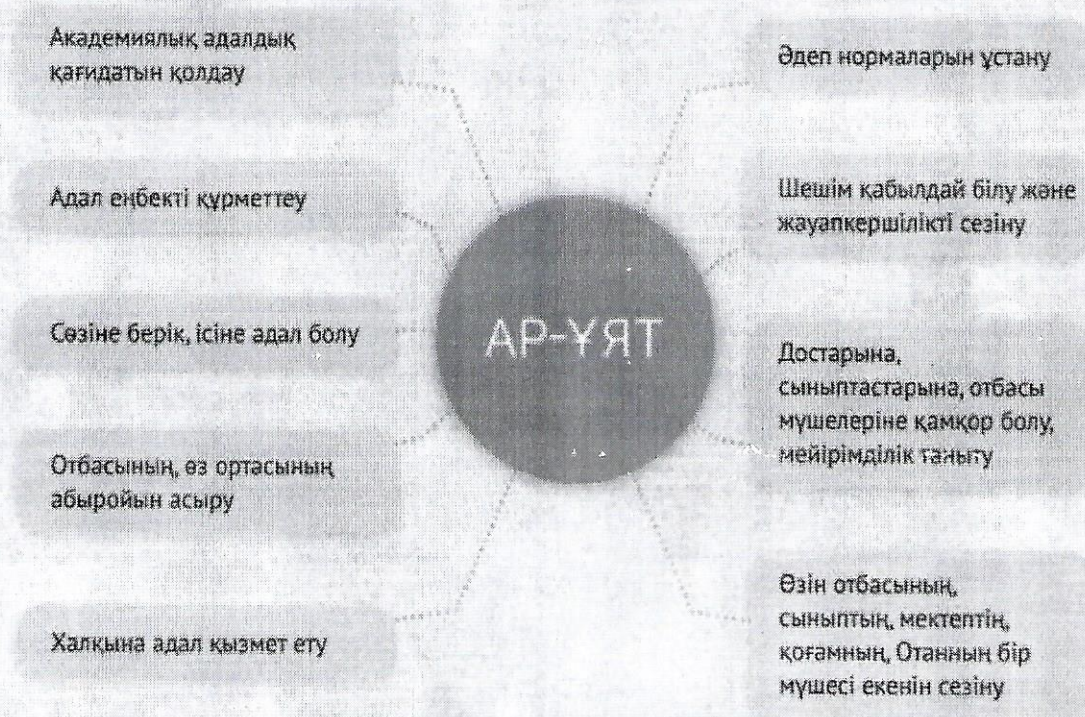 Академиялық адалдық
қағидатын қолдау
Адал еңбекті құрметтеу
Сөзіне берік, ісіне адал болу
Отбасының, өз ортасының
абыройын асыру
Халқына адал қызмет ету
АР-ҰЯТ
Әдеп нормаларын ұстану
Шешім қабылдай білу және
жауапкершілікті сезіну
Достарына,
сыныптастарына, отбасы
мүшелеріне қамқор болу,
мейірімділік таныту
Өзін отбасының,
сыныптың, мектептің,
қоғамның, Отанның бір
мүшесі екенін сезіну